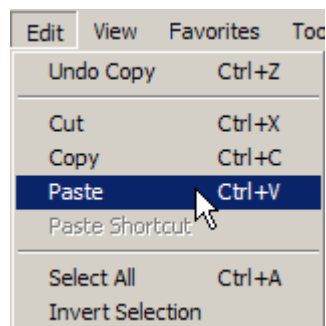 Edit View Favorites Too
Undo Copy Ctrl+Z
Cut Ctrl+X
Copy Ctrl+C
Paste Ctrl+V
Paste Shortcut
Select All Ctrl+A
Invert Selection